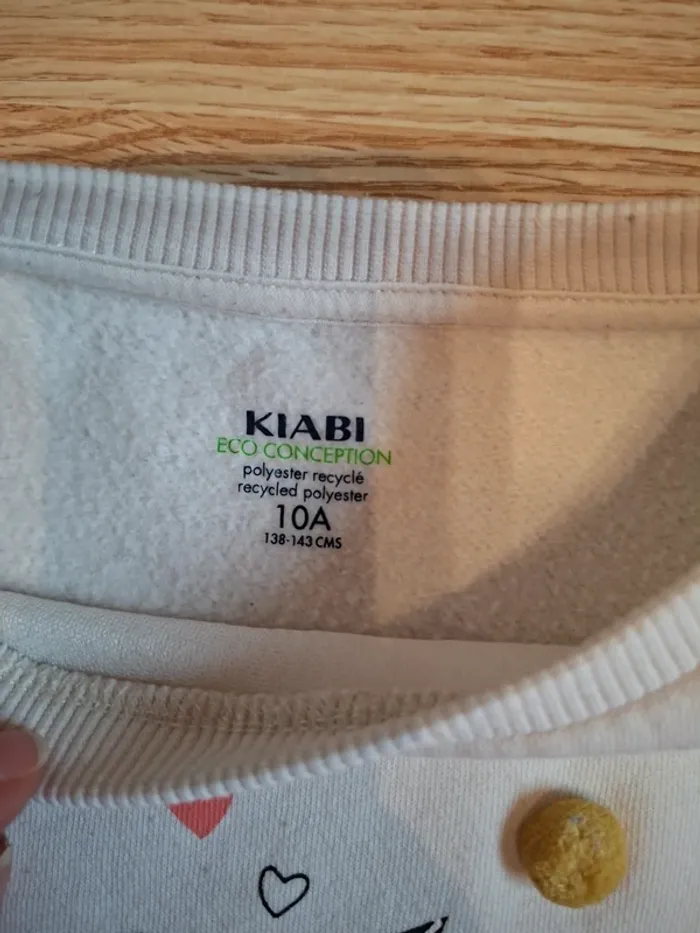 KIABI
ECO CONCEPTION
polyester recyclé
recycled polyester
10A
138-143 CMS